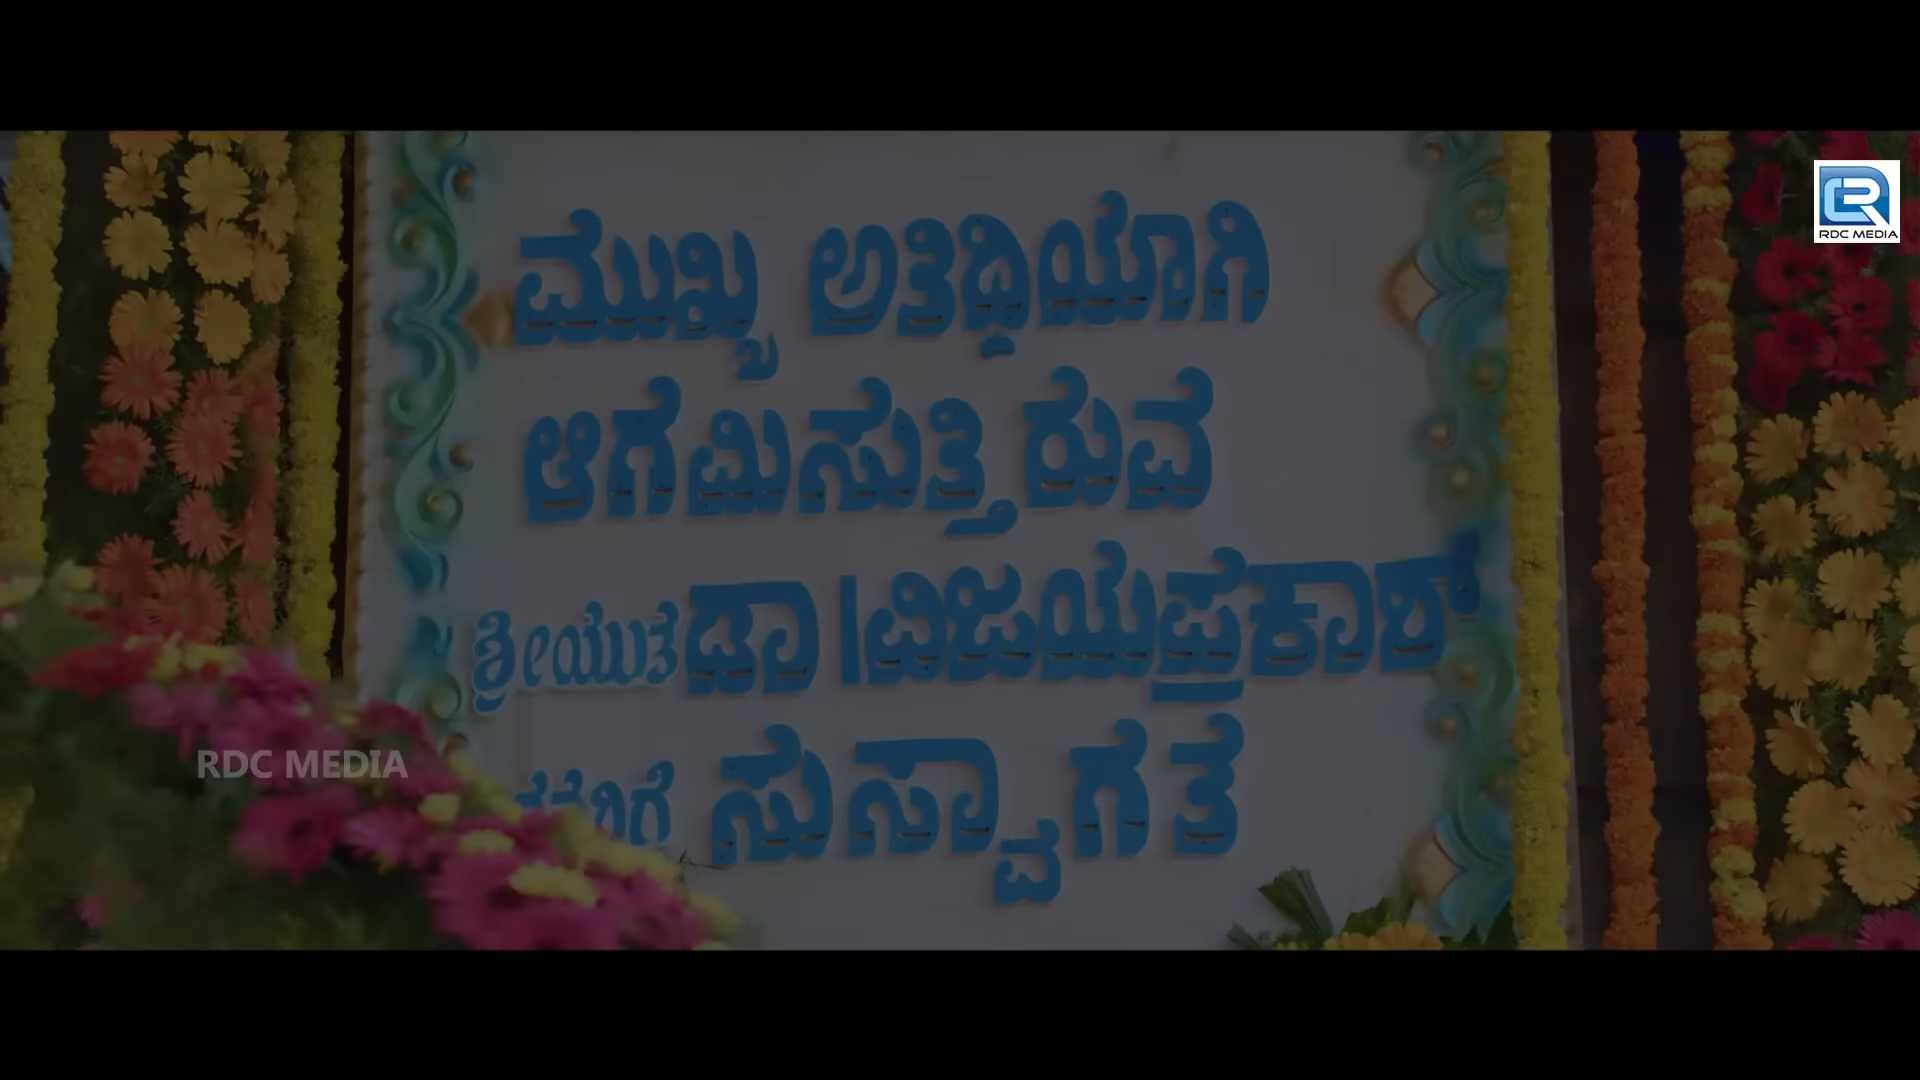 ಮುಖ್ಯ ಅತಿದ್ದಿಯಾಗಿ
ಆಗಮಿಸುತ್ತಿರುವ
ಶ್ರೀಯುತ ಡಾ|ವಿಜಯಪ್ರಕಾಶ್
ಸುಸ್ವಾಗತ
RDC MEDIA
RDC MEDIA